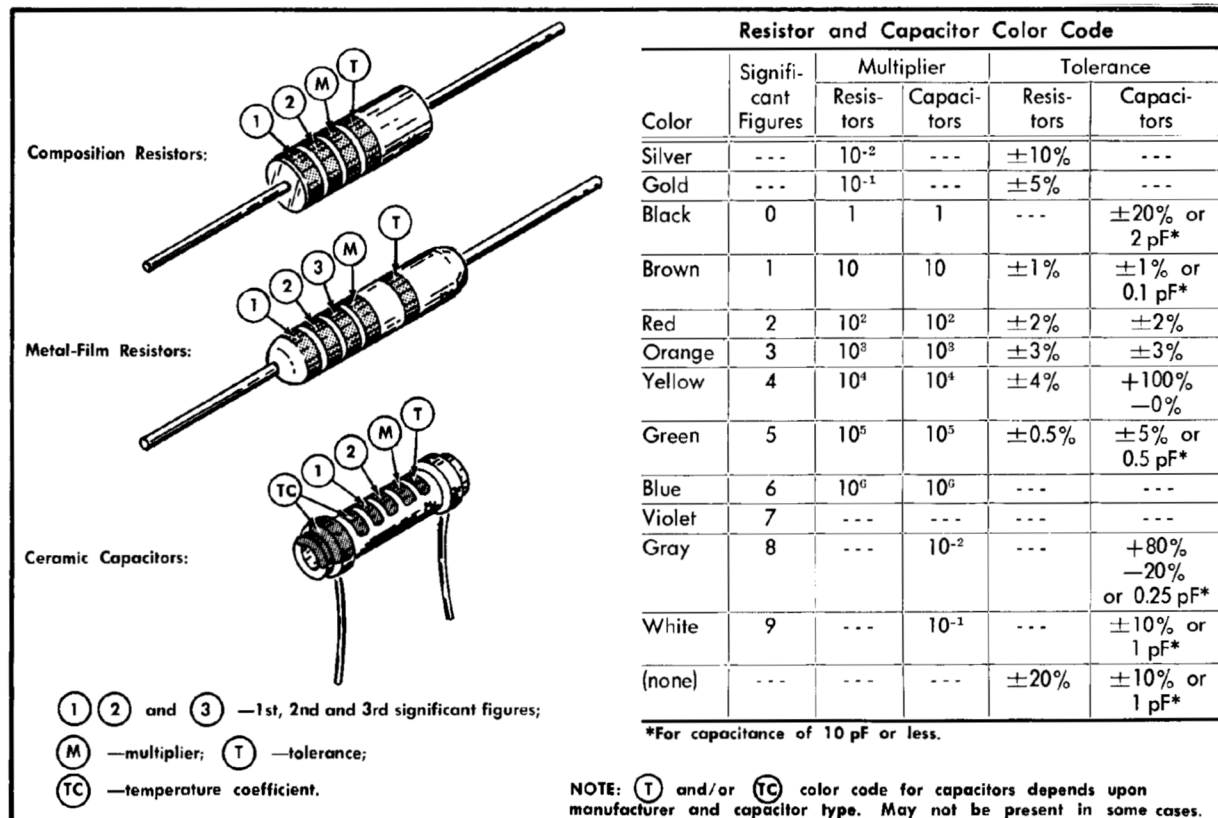 Composition Resistors:
1 2 M T
Metal-Film Resistors:
1 2 3 M T
Ceramic Capacitors:
TC 1 2 M T
1 2 and 3 —1st, 2nd and 3rd significant figures;
M —multiplier; T —tolerance;
TC —temperature coefficient.
Resistor and Capacitor Color Code
Color
Signifi-
cant
Figures
Multiplier
Resis-
tors
Capaci-
tors
Tolerance
Resis-
tors
Capaci-
tors
Silver --- 10⁻² --- ±10% ---
Gold --- 10⁻¹ --- ±5% ---
Black 0 1 1 --- ±20% or
2 pF*
Brown 1 10 10 ±1% ±1% or
0.1 pF*
Red 2 10² 10² ±2% ±2%
Orange 3 10³ 10³ ±3% ±3%
Yellow 4 10⁴ 10⁴ ±4% +100%
−0%
Green 5 10⁵ 10⁵ ±0.5% ±5% or
0.5 pF*
Blue 6 10⁶ 10⁶ --- ---
Violet 7 --- --- --- ---
Gray 8 --- 10⁻² --- +80%
−20%
or 0.25 pF*
White 9 --- 10⁻¹ --- ±10% or
1 pF*
(none) --- --- --- ±20% ±10% or
1 pF*
*For capacitance of 10 pF or less.
NOTE: T and/or TC color code for capacitors depends upon
manufacturer and capacitor type. May not be present in some cases.